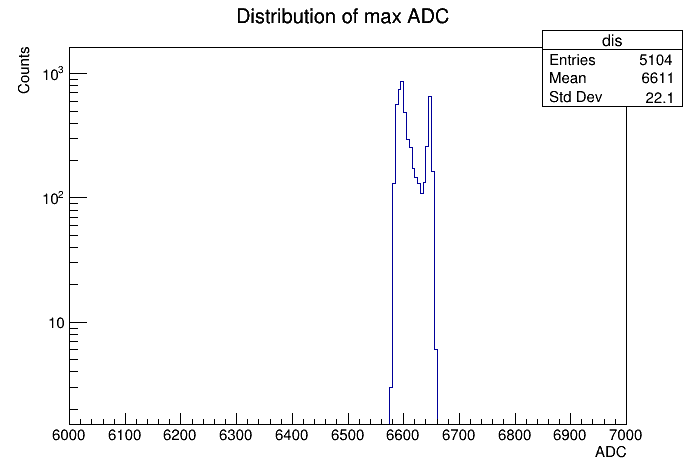 Distribution of max ADC
dis
Entries 5104
Mean 6611
Std Dev 22.1
Counts
10³
10²
10
6000 6100 6200 6300 6400 6500 6600 6700 6800 6900 7000
ADC